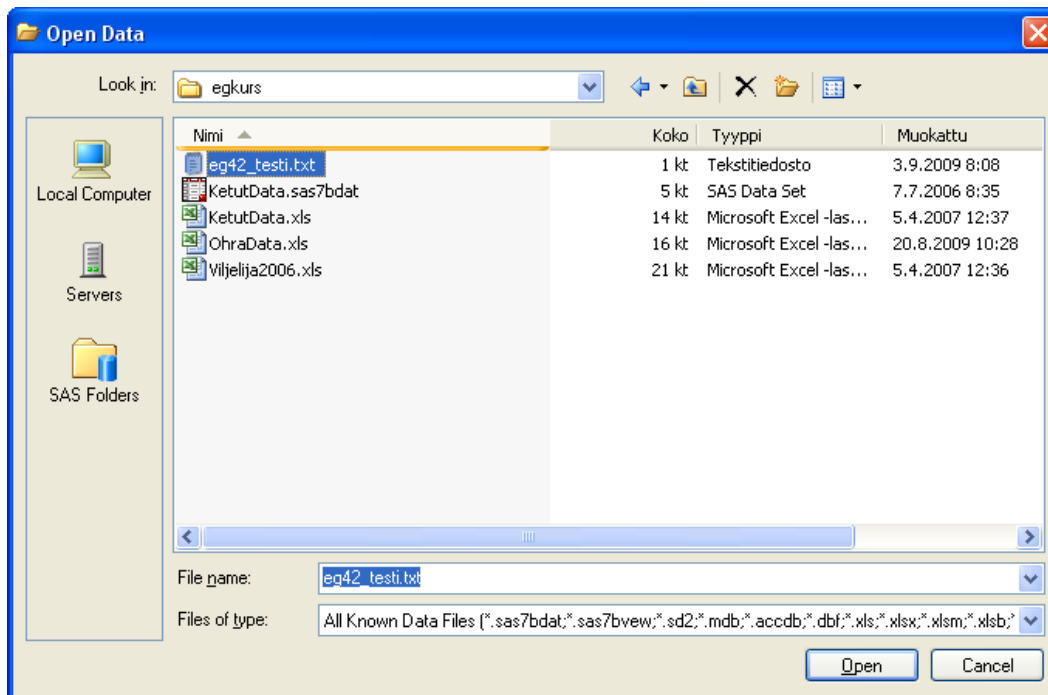 Open Data
Look in: egkurs
Nimi Koko Tyyppi Muokattu
eg42_testi.txt 1 kt Tekstitiedosto 3.9.2009 8:08
KetutData.sas7bdat 5 kt SAS Data Set 7.7.2006 8:35
KetutData.xls 14 kt Microsoft Excel -las... 5.4.2007 12:37
OhraData.xls 16 kt Microsoft Excel -las... 20.8.2009 10:28
Viljelija2006.xls 21 kt Microsoft Excel -las... 5.4.2007 12:36
Local Computer
Servers
SAS Folders
File name: eg42_testi.txt
Files of type: All Known Data Files (*.sas7bdat;*.sas7bvew;*.sd2;*.mdb;*.accdb;*.dbf;*.xls;*.xlsx;*.xlsm;*.xlsb;*
Open Cancel